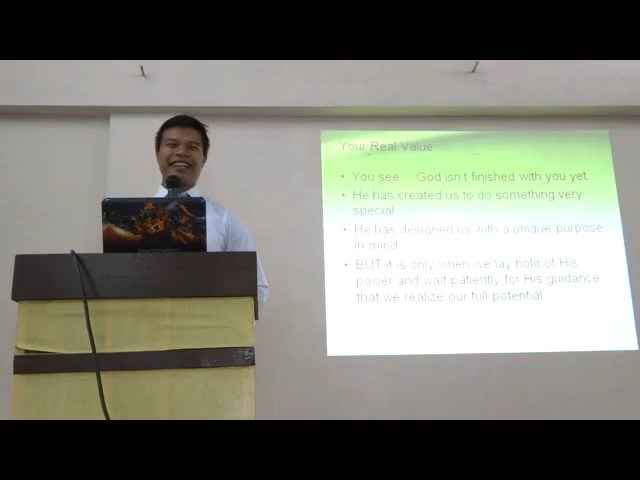 Your Real Value
• You see God isn't finished with you yet.
• He has created us to do something very
special
• He has designed us with a unique purpose
in mind
• BUT it is only when we lay hold of His
power and wait patiently for His guidance
that we realize our full potential